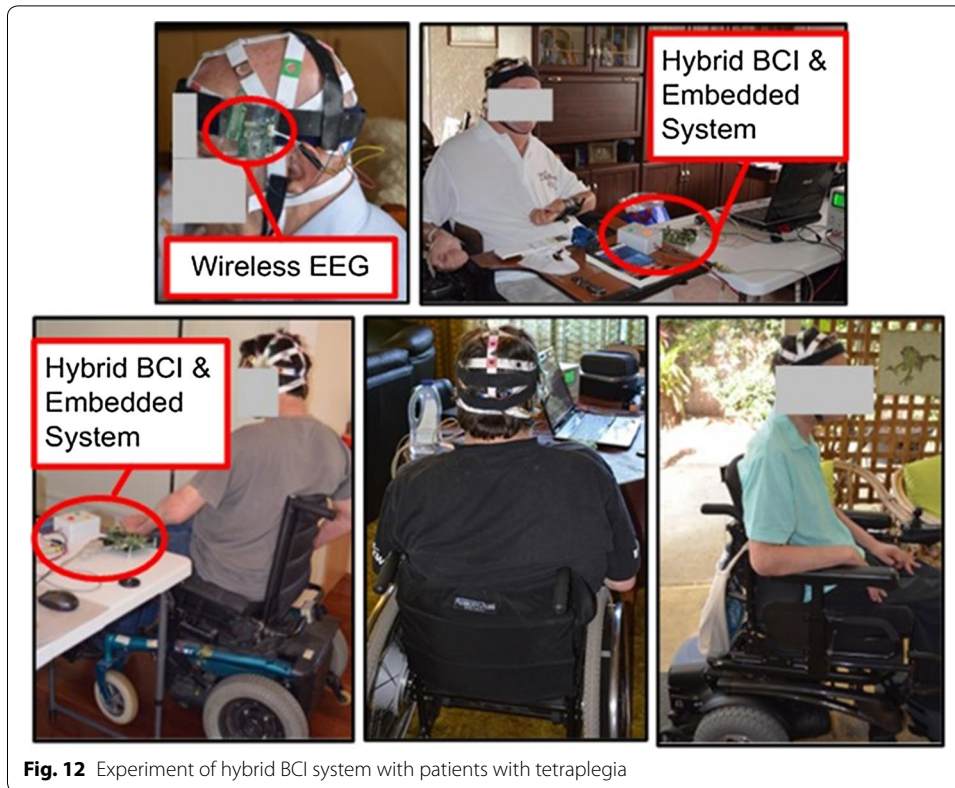 Wireless EEG
Hybrid BCI &
Embedded
System
Hybrid BCI &
Embedded
System
Fig. 12 Experiment of hybrid BCI system with patients with tetraplegia